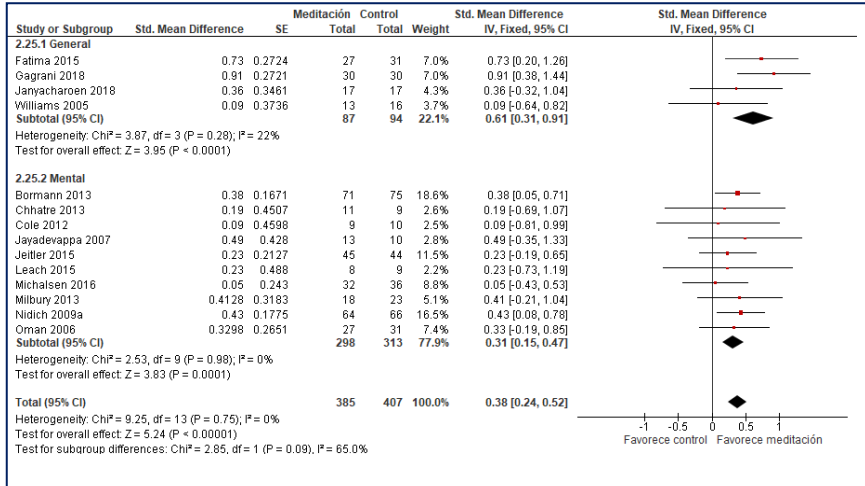 Meditación Control Std. Mean Difference Std. Mean Difference
Study or Subgroup Std. Mean Difference SE Total Total Weight IV, Fixed, 95% CI IV, Fixed, 95% CI
2.25.1 General
Fatima 2015 0.73 0.2724 27 31 7.0% 0.73 [0.20, 1.26]
Gagrani 2018 0.91 0.2721 30 30 7.0% 0.91 [0.38, 1.44]
Janyacharoen 2018 0.36 0.3461 17 17 4.3% 0.36 [-0.32, 1.04]
Williams 2005 0.09 0.3736 13 16 3.7% 0.09 [-0.64, 0.82]
Subtotal (95% CI) 87 94 22.1% 0.61 [0.31, 0.91]
Heterogeneity: Chi² = 3.87, df = 3 (P = 0.28); I² = 22%
Test for overall effect: Z = 3.95 (P < 0.0001)
2.25.2 Mental
Bormann 2013 0.38 0.1671 71 75 18.6% 0.38 [0.05, 0.71]
Chhatre 2013 0.19 0.4507 11 9 2.6% 0.19 [-0.69, 1.07]
Cole 2012 0.09 0.4598 9 10 2.5% 0.09 [-0.81, 0.99]
Jayadevappa 2007 0.49 0.428 13 10 2.8% 0.49 [-0.35, 1.33]
Jeitler 2015 0.23 0.2127 45 44 11.5% 0.23 [-0.19, 0.65]
Leach 2015 0.23 0.488 8 9 2.2% 0.23 [-0.73, 1.19]
Michalsen 2016 0.05 0.243 32 36 8.8% 0.05 [-0.43, 0.53]
Milbury 2013 0.4128 0.3183 18 23 5.1% 0.41 [-0.21, 1.04]
Nidich 2009a 0.43 0.1775 64 66 16.5% 0.43 [0.08, 0.78]
Oman 2006 0.3298 0.2651 27 31 7.4% 0.33 [-0.19, 0.85]
Subtotal (95% CI) 298 313 77.9% 0.31 [0.15, 0.47]
Heterogeneity: Chi² = 2.53, df = 9 (P = 0.98); I² = 0%
Test for overall effect: Z = 3.83 (P = 0.0001)
Total (95% CI) 385 407 100.0% 0.38 [0.24, 0.52]
Heterogeneity: Chi² = 9.25, df = 13 (P = 0.75); I² = 0%
Test for overall effect: Z = 5.24 (P < 0.00001)
Test for subgroup differences: Chi² = 2.85, df = 1 (P = 0.09), I² = 65.0%
-1 -0.5 0 0.5 1
Favorece control Favorece meditación